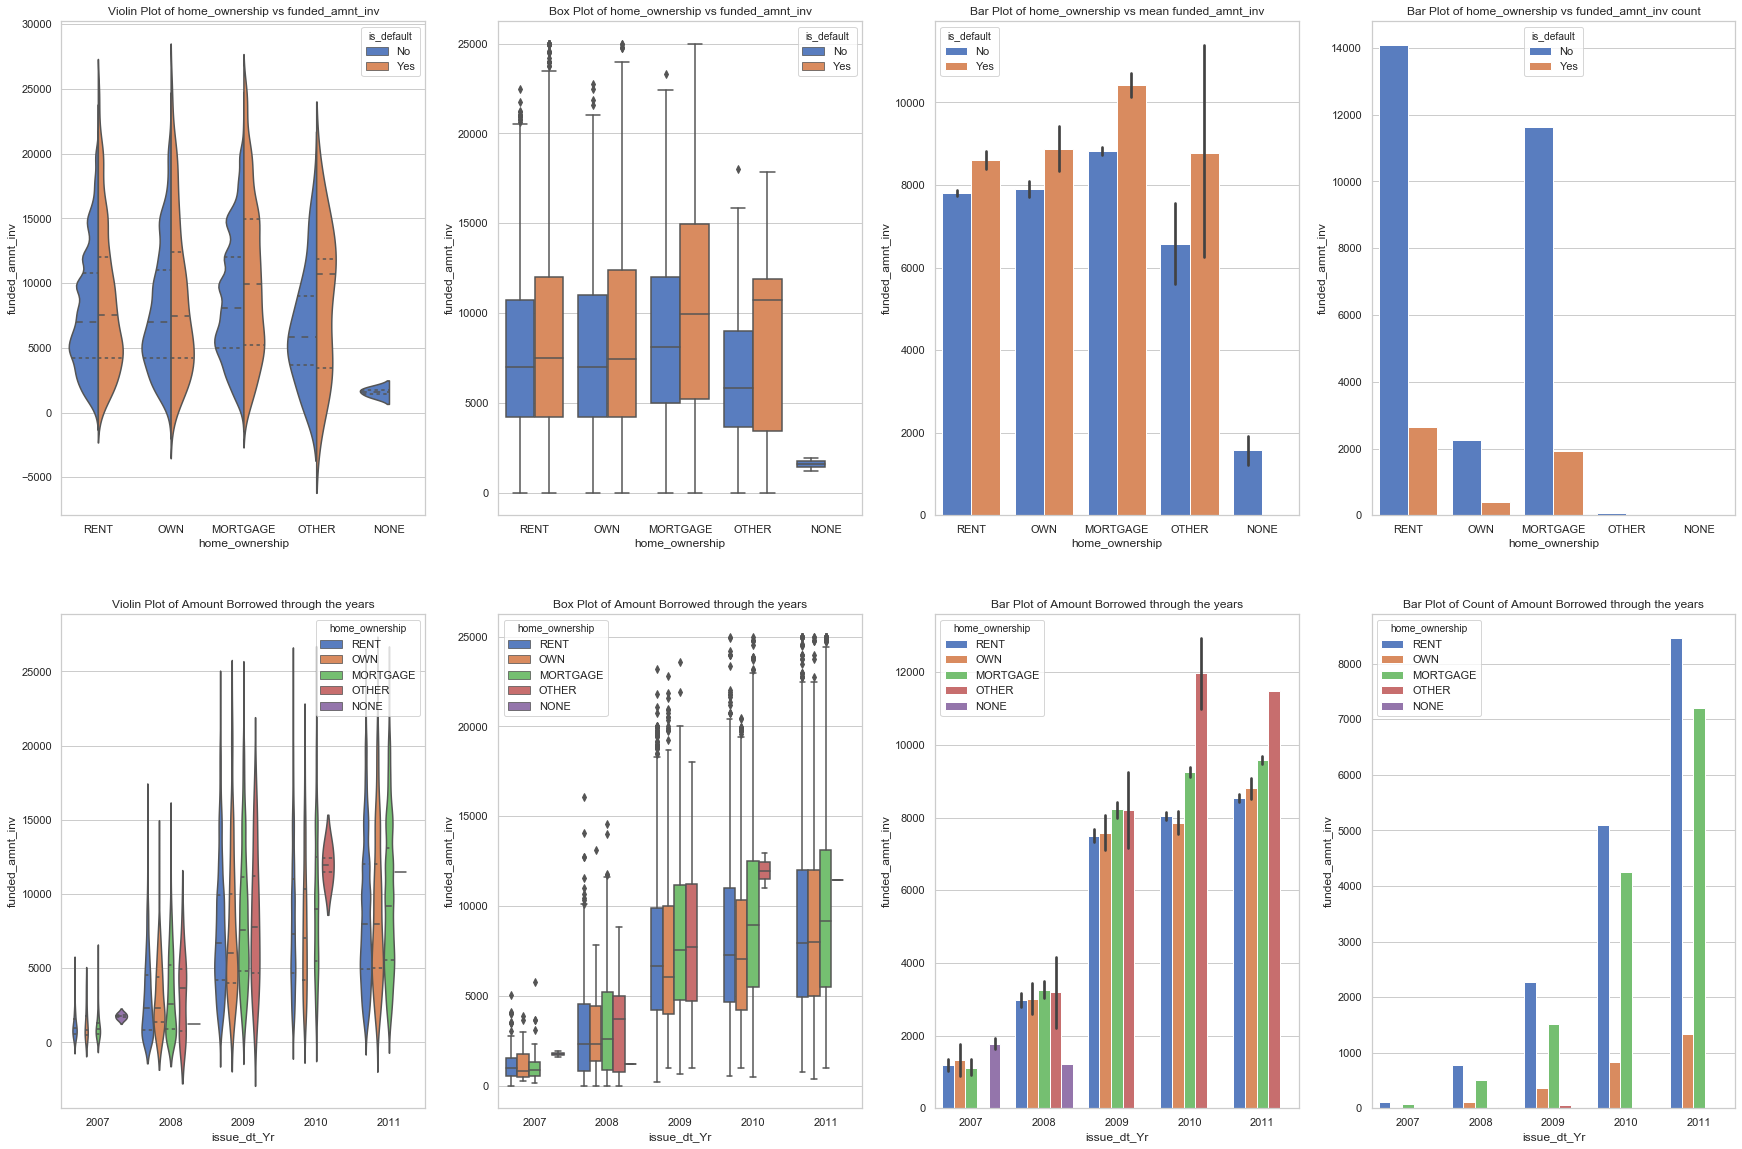 Violin Plot of home_ownership vs funded_amnt_inv
30000
25000
20000
15000
10000
5000
0
−5000
funded_amnt_inv
is_default
No
Yes
RENT OWN MORTGAGE OTHER NONE
home_ownership
Box Plot of home_ownership vs funded_amnt_inv
25000
20000
15000
10000
5000
0
funded_amnt_inv
is_default
No
Yes
RENT OWN MORTGAGE OTHER NONE
home_ownership
Bar Plot of home_ownership vs mean funded_amnt_inv
is_default
No
Yes
10000
8000
6000
4000
2000
0
funded_amnt_inv
RENT OWN MORTGAGE OTHER NONE
home_ownership
Bar Plot of home_ownership vs funded_amnt_inv count
14000
12000
10000
8000
6000
4000
2000
0
funded_amnt_inv
is_default
No
Yes
RENT OWN MORTGAGE OTHER NONE
home_ownership
Violin Plot of Amount Borrowed through the years
25000
20000
15000
10000
5000
0
funded_amnt_inv
home_ownership
RENT
OWN
MORTGAGE
OTHER
NONE
2007 2008 2009 2010 2011
issue_dt_Yr
Box Plot of Amount Borrowed through the years
25000
20000
15000
10000
5000
0
funded_amnt_inv
home_ownership
RENT
OWN
MORTGAGE
OTHER
NONE
2007 2008 2009 2010 2011
issue_dt_Yr
Bar Plot of Amount Borrowed through the years
home_ownership
RENT
OWN
MORTGAGE
OTHER
NONE
12000
10000
8000
6000
4000
2000
0
funded_amnt_inv
2007 2008 2009 2010 2011
issue_dt_Yr
Bar Plot of Count of Amount Borrowed through the years
home_ownership
RENT
OWN
MORTGAGE
OTHER
NONE
8000
7000
6000
5000
4000
3000
2000
1000
0
funded_amnt_inv
2007 2008 2009 2010 2011
issue_dt_Yr